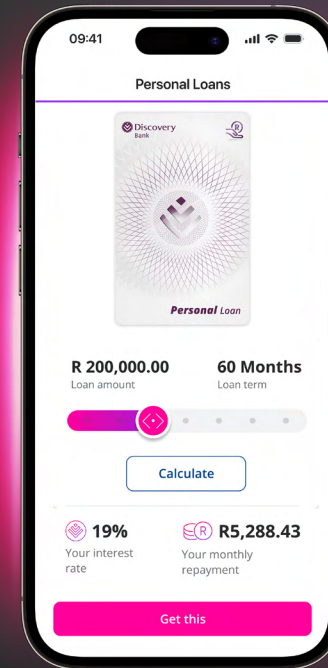 09:41
Personal Loans
Discovery
Bank
R
Personal Loan
R 200,000.00 60 Months
Loan amount Loan term
Calculate
19% R R5,288.43
Your interest Your monthly
rate repayment
Get this